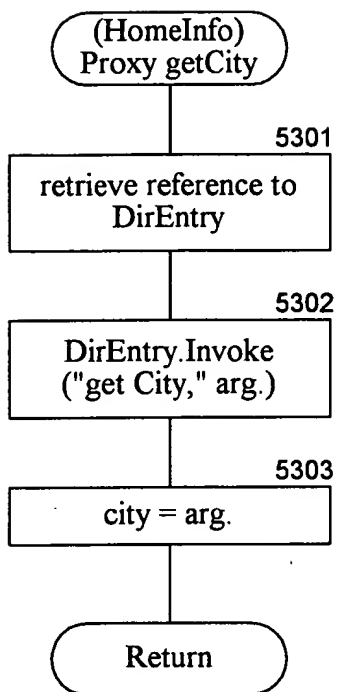 (HomeInfo)
Proxy getCity
5301
retrieve reference to
DirEntry
5302
DirEntry.Invoke
("get City," arg.)
5303
city = arg.
Return